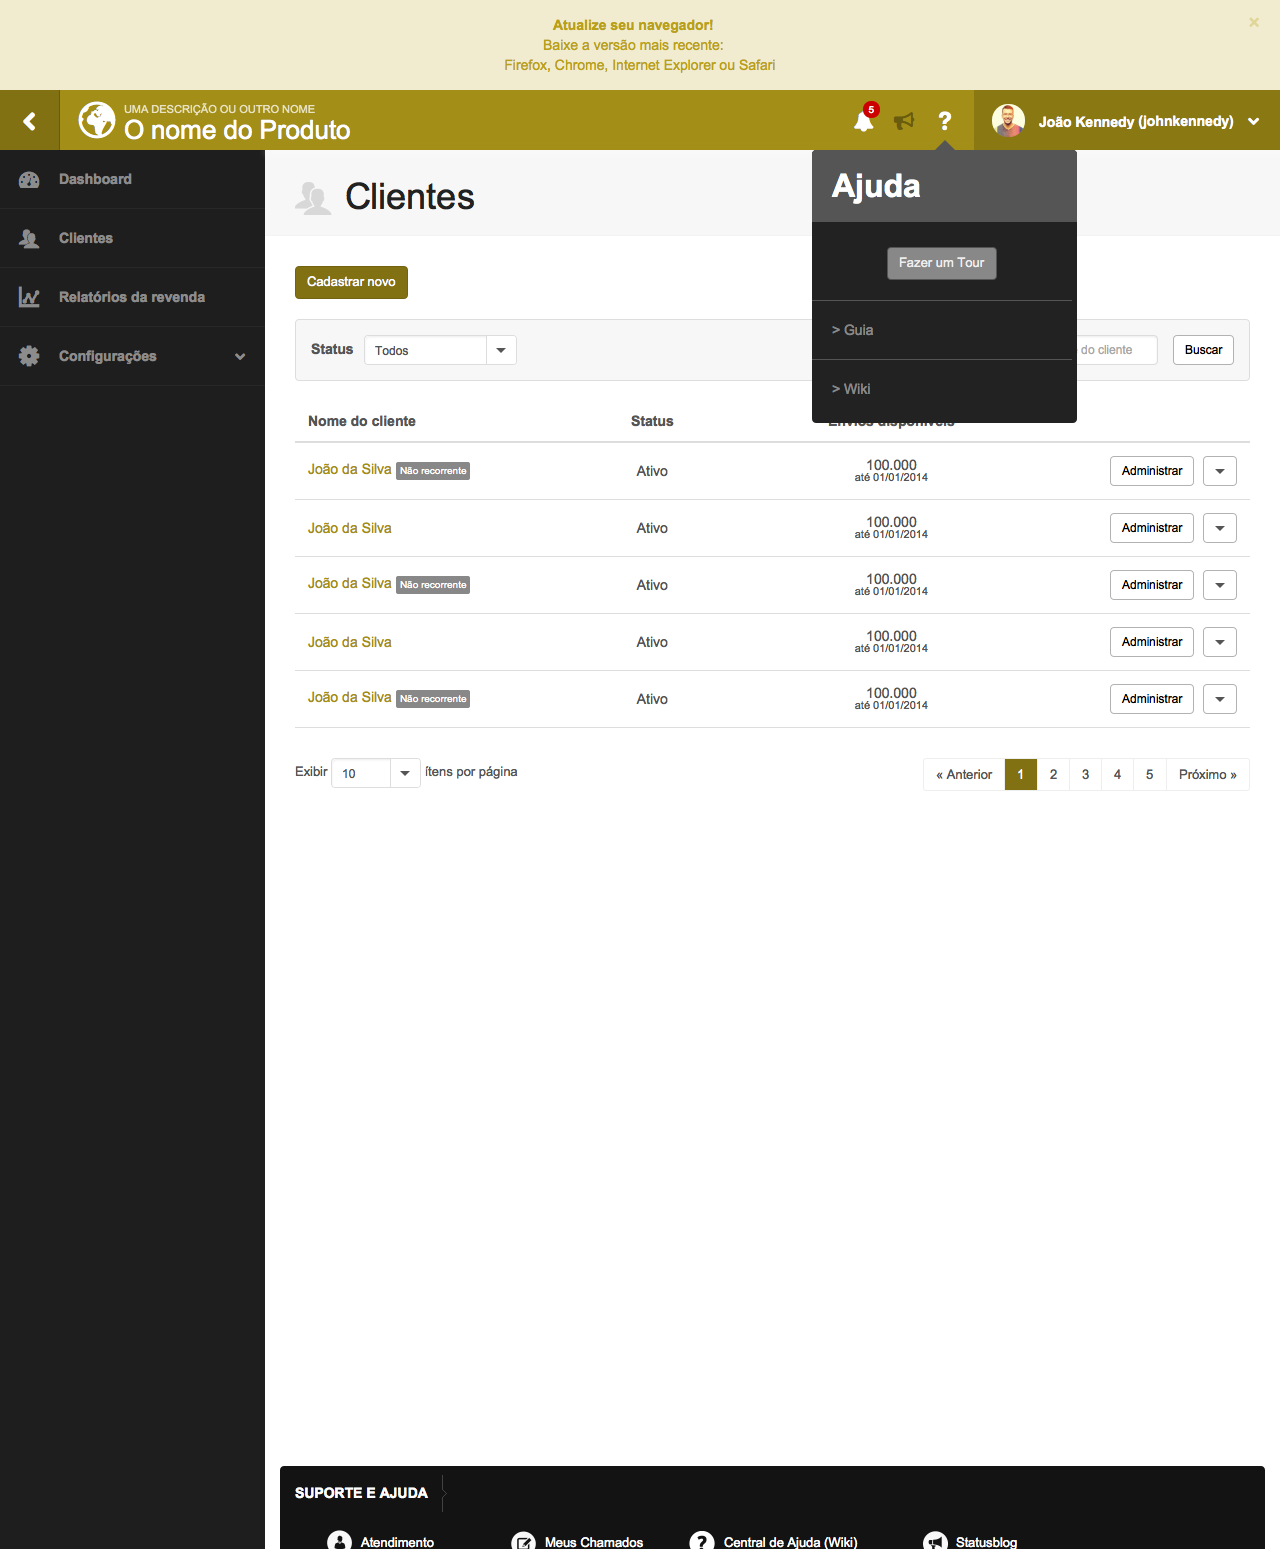 Atualize seu navegador!
×
Baixe a versão mais recente:
Firefox, Chrome, Internet Explorer ou Safari
UMA DESCRIÇÃO OU OUTRO NOME
O nome do Produto
5
?
João Kennedy (johnkennedy)
Dashboard
Clientes
Relatórios da revenda
Configurações
Clientes
Ajuda
Fazer um Tour
> Guia
> Wiki
Cadastrar novo
Status
Todos
do cliente
Buscar
Nome do cliente
Status
Envios disponíveis
João da Silva Não recorrente
Ativo
100.000
até 01/01/2014
Administrar
João da Silva
Ativo
100.000
até 01/01/2014
Administrar
João da Silva Não recorrente
Ativo
100.000
até 01/01/2014
Administrar
João da Silva
Ativo
100.000
até 01/01/2014
Administrar
João da Silva Não recorrente
Ativo
100.000
até 01/01/2014
Administrar
Exibir 10 ítens por página
« Anterior 1 2 3 4 5 Próximo »
SUPORTE E AJUDA
Atendimento
Meus Chamados
? Central de Ajuda (Wiki)
Statusblog